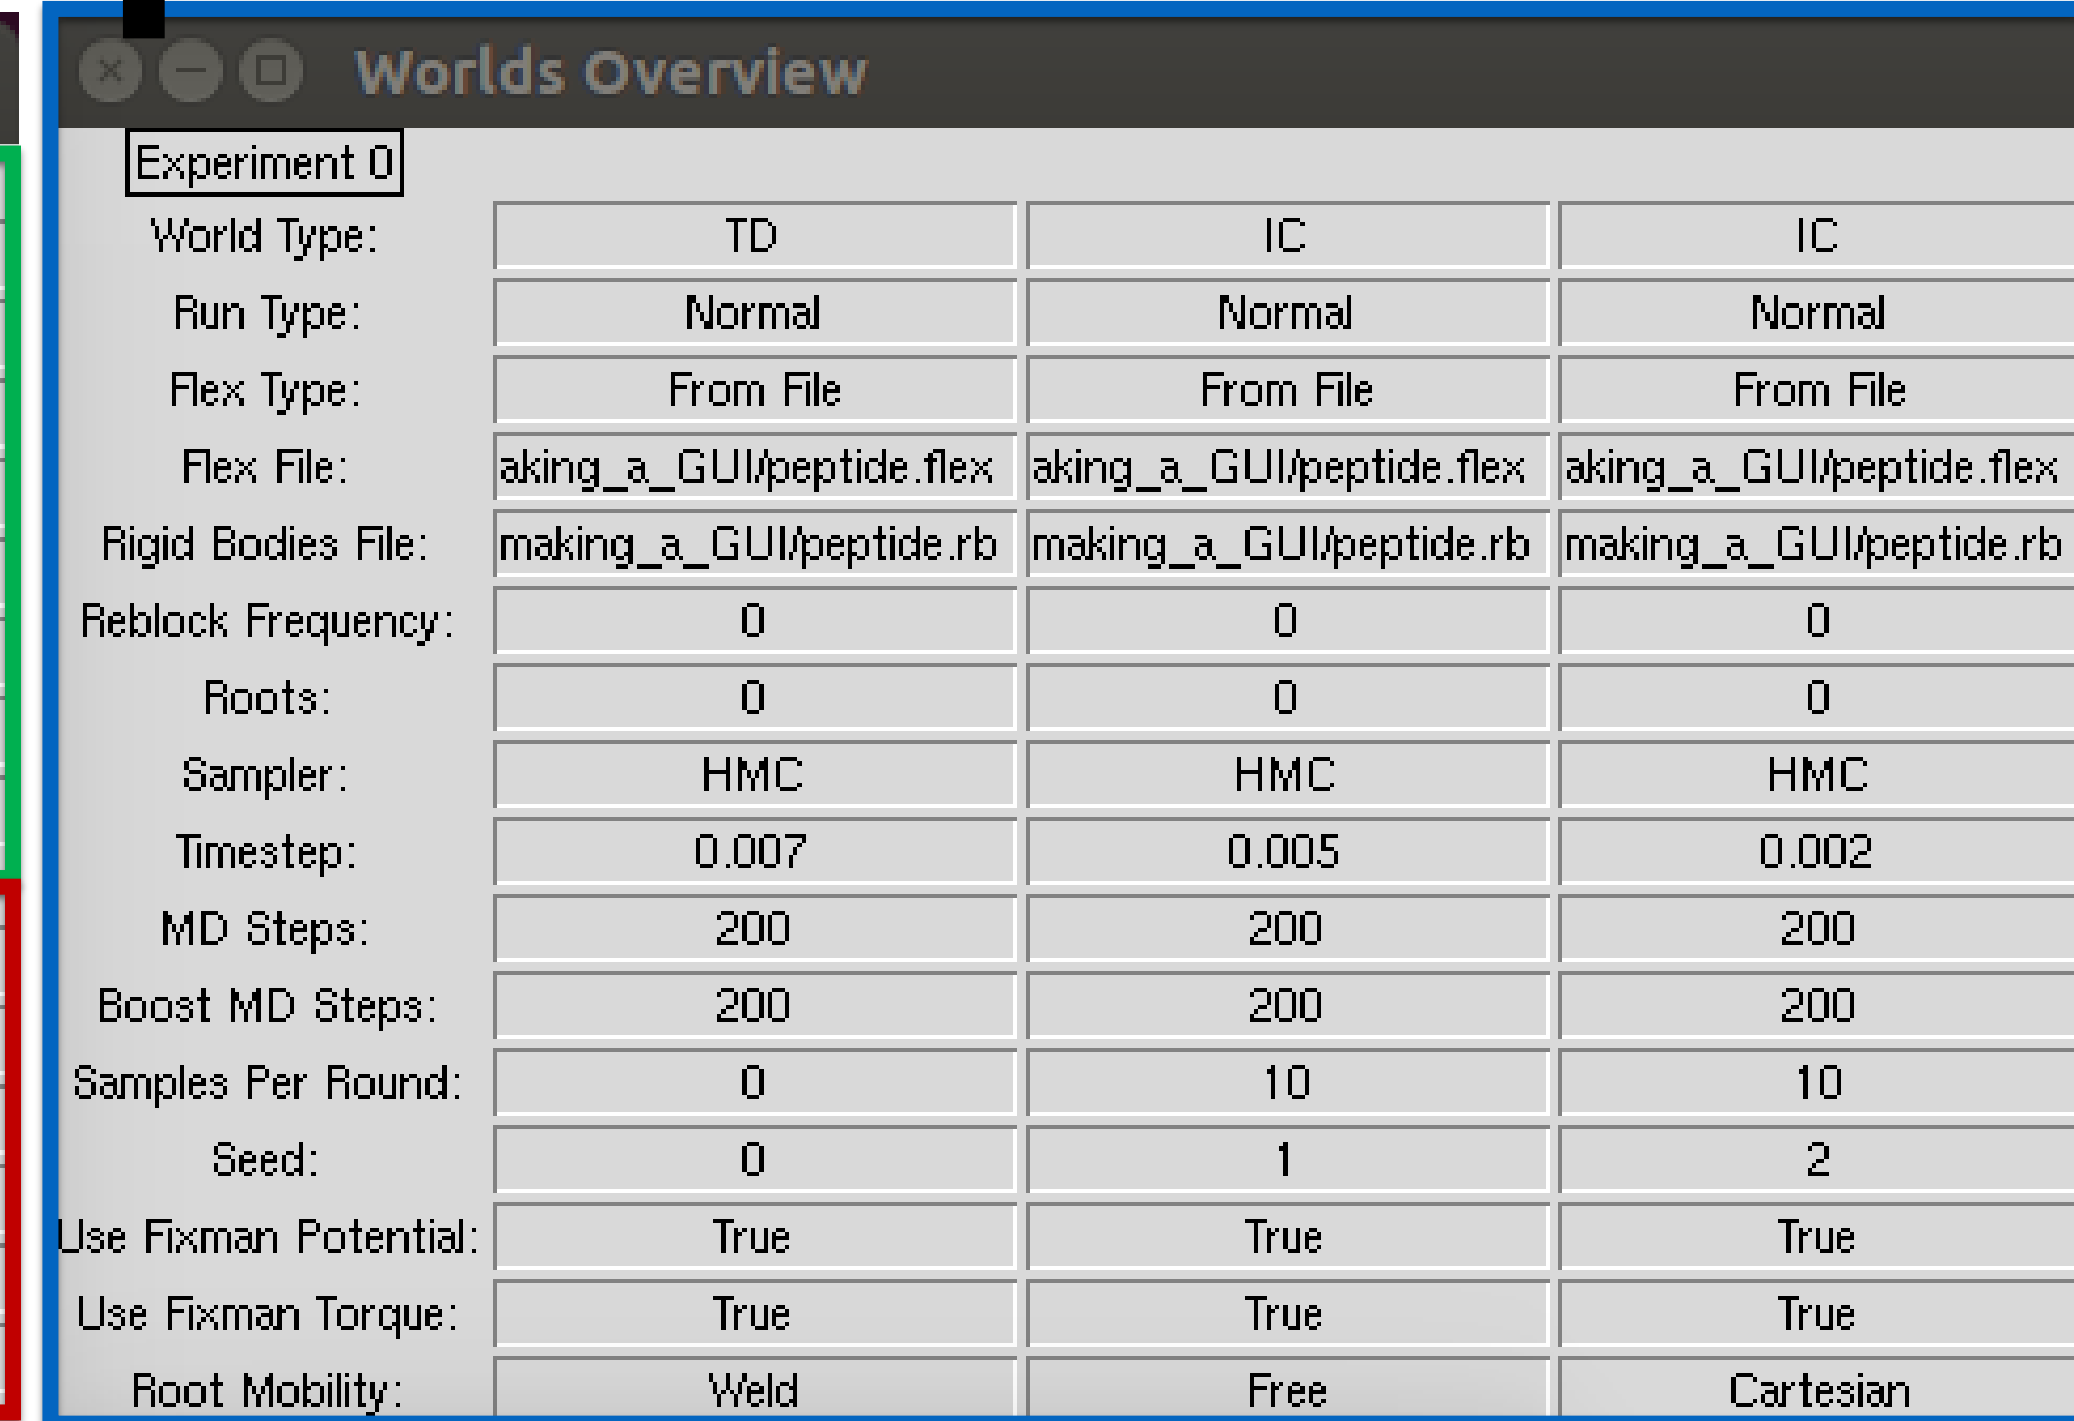 Worlds Overview
Experiment 0
World Type: TD IC IC
Run Type: Normal Normal Normal
Flex Type: From File From File From File
Flex File: aking_a_GUI/peptide.flex aking_a_GUI/peptide.flex aking_a_GUI/peptide.flex
Rigid Bodies File: making_a_GUI/peptide.rb making_a_GUI/peptide.rb making_a_GUI/peptide.rb
Reblock Frequency: 0 0 0
Roots: 0 0 0
Sampler: HMC HMC HMC
Timestep: 0.007 0.005 0.002
MD Steps: 200 200 200
Boost MD Steps: 200 200 200
Samples Per Round: 0 10 10
Seed: 0 1 2
Use Fixman Potential: True True True
Use Fixman Torque: True True True
Root Mobility: Weld Free Cartesian